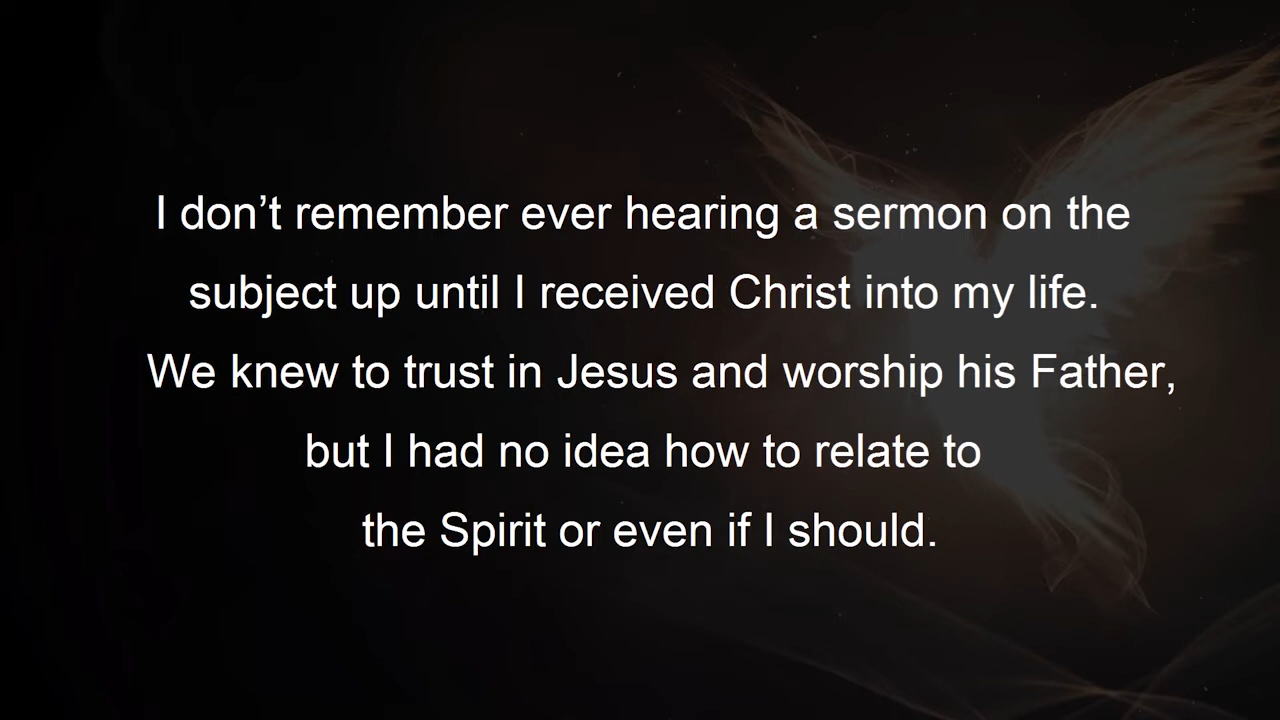 I don’t remember ever hearing a sermon on the
subject up until I received Christ into my life.
We knew to trust in Jesus and worship his Father,
but I had no idea how to relate to
the Spirit or even if I should.